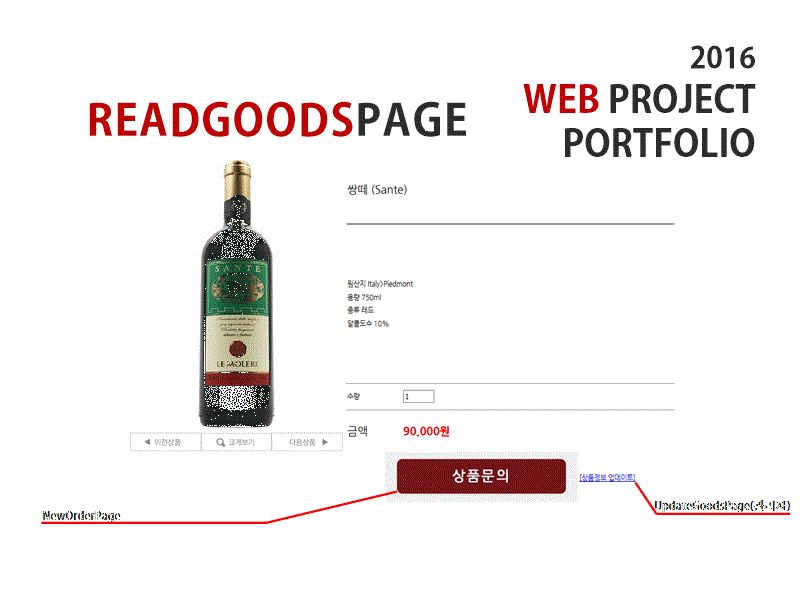 2016
WEB PROJECT
PORTFOLIO
READGOODSPAGE
쌍떼 (Sante)
원산지 Italy>Piedmont
용량 750ml
종류 레드
알콜도수 10%
SANTE
LE MOLERE
수량 1
금액 90,000원
이전상품 크게보기 다음상품
상품문의 [상품정보 업데이트]
NewOrderPage
UpdateGoodsPage